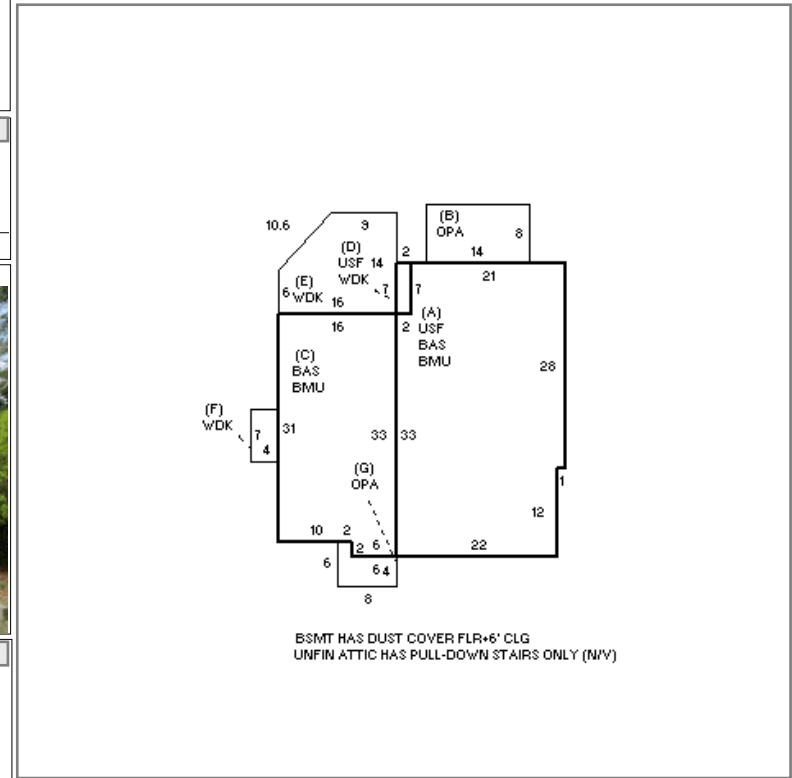 10.6
9
(B)
OPA
8
14
2
21
(D)
USF 14
WDK
7
7
(E)
WDK
6
16
16
2
(A)
USF
BAS
BMU
(C)
BAS
BMU
28
(F)
WDK
7
4
31
33
33
(G)
OPA
1
12
10
2
2
6
22
6
6
4
8
BSMT HAS DUST COVER FLR+6' CLG
UNFIN ATTIC HAS PULL-DOWN STAIRS ONLY (N/V)